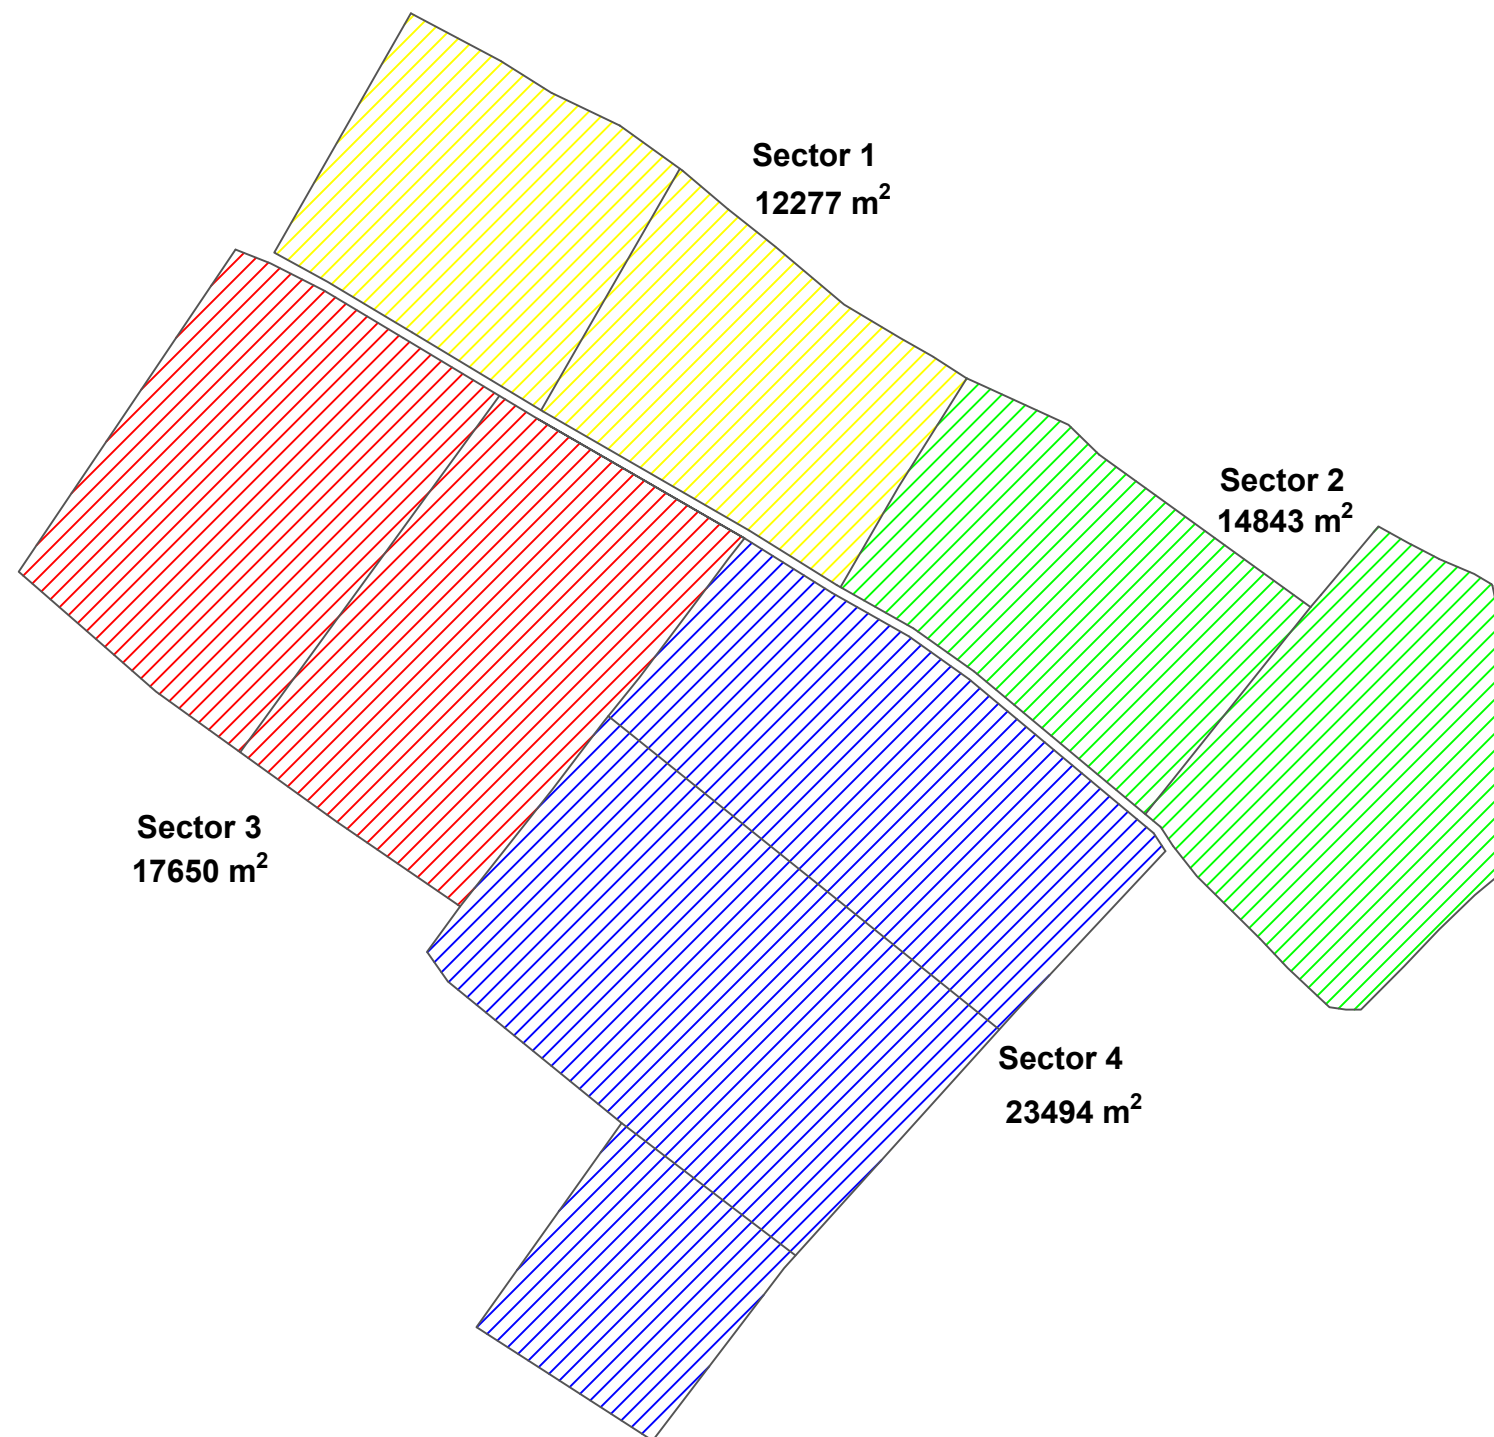 Sector 1
12277 m²
Sector 2
14843 m²
Sector 3
17650 m²
Sector 4
23494 m²